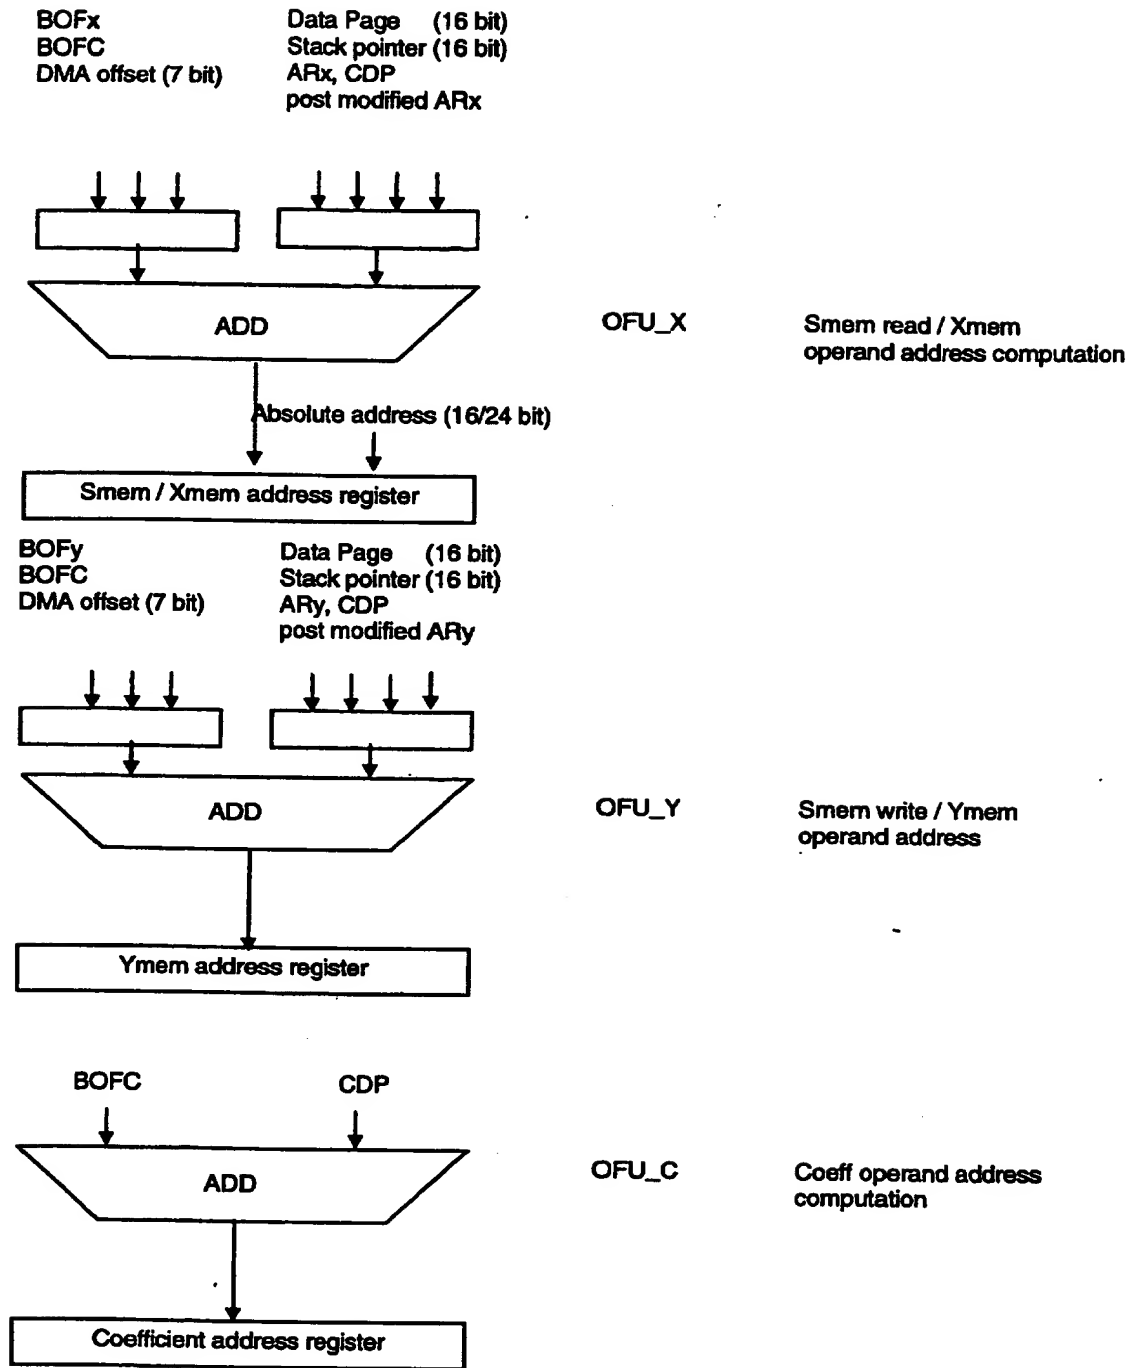 BOFx
BOFC
DMA offset (7 bit)
Data Page (16 bit)
Stack pointer (16 bit)
ARx, CDP
post modified ARx
ADD
OFU_X
Smem read / Xmem
operand address computation
Absolute address (16/24 bit)
Smem / Xmem address register
BOFy
BOFC
DMA offset (7 bit)
Data Page (16 bit)
Stack pointer (16 bit)
ARy, CDP
post modified ARy
ADD
OFU_Y
Smem write / Ymem
operand address
Ymem address register
BOFC
CDP
ADD
OFU_C
Coeff operand address
computation
Coefficient address register